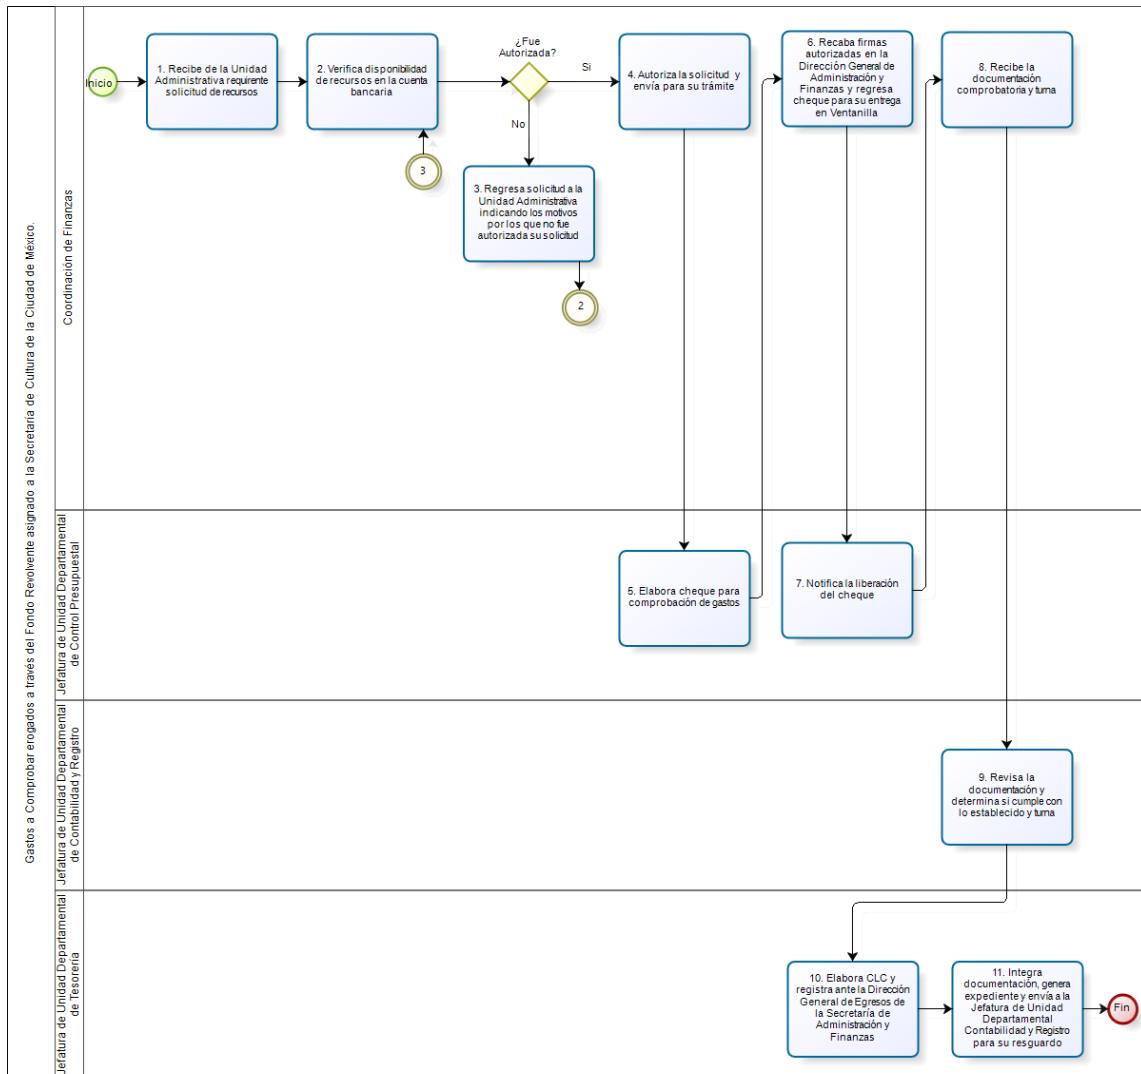 Gastos a Comprobar erogados a través del Fondo Revolvente asignado a la Secretaría de Cultura de la Ciudad de México.
Coordinación de Finanzas
Inicio
1. Recibe de la Unidad
Administrativa requirente
solicitud de recursos
2. Verifica disponibilidad
de recursos en la cuenta
bancaria
3
¿Fue
Autorizada?
Si
No
3. Regresa solicitud a la
Unidad Administrativa
indicando los motivos
por los que no fue
autorizada su solicitud
2
4. Autoriza la solicitud y
envía para su trámite
6. Recaba firmas
autorizadas en la
Dirección General de
Administración y
Finanzas y regresa
cheque para su entrega
en Ventanilla
8. Recibe la
documentación
comprobatoria y turna
Jefatura de Unidad Departamental
de Control Presupuestal
5. Elabora cheque para
comprobación de gastos
7. Notifica la liberación
del cheque
Jefatura de Unidad Departamental
de Contabilidad y Registro
9. Revisa la
documentación y
determina si cumple con
lo establecido y turna
Jefatura de Unidad Departamental
de Tesorería
10. Elabora CLC y
registra ante la Dirección
General de Egresos de
la Secretaría de
Administración y
Finanzas
11. Integra
documentación, genera
expediente y envía a la
Jefatura de Unidad
Departamental
Contabilidad y Registro
para su resguardo
Fin